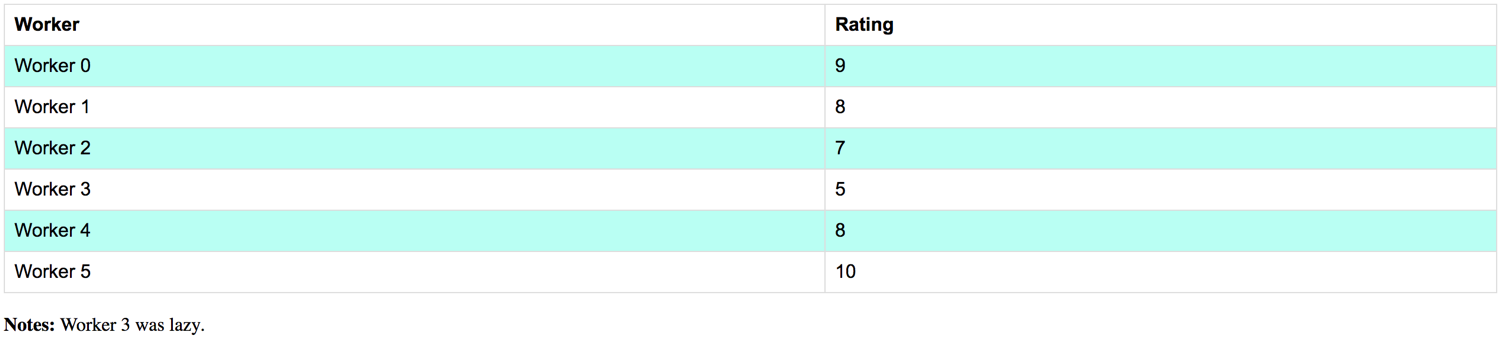 Worker Rating
Worker 0 9
Worker 1 8
Worker 2 7
Worker 3 5
Worker 4 8
Worker 5 10
Notes: Worker 3 was lazy.